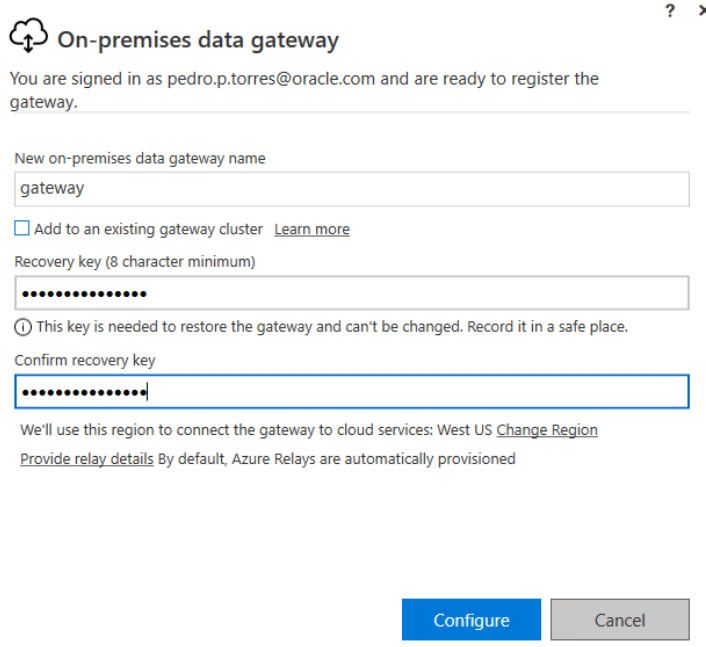 ? ×
On-premises data gateway
You are signed in as pedro.p.torres@oracle.com and are ready to register the
gateway.
New on-premises data gateway name
gateway
Add to an existing gateway cluster Learn more
Recovery key (8 character minimum)
•••••••••••••••
This key is needed to restore the gateway and can't be changed. Record it in a safe place.
Confirm recovery key
•••••••••••••••
We'll use this region to connect the gateway to cloud services: West US Change Region
Provide relay details By default, Azure Relays are automatically provisioned
Configure Cancel